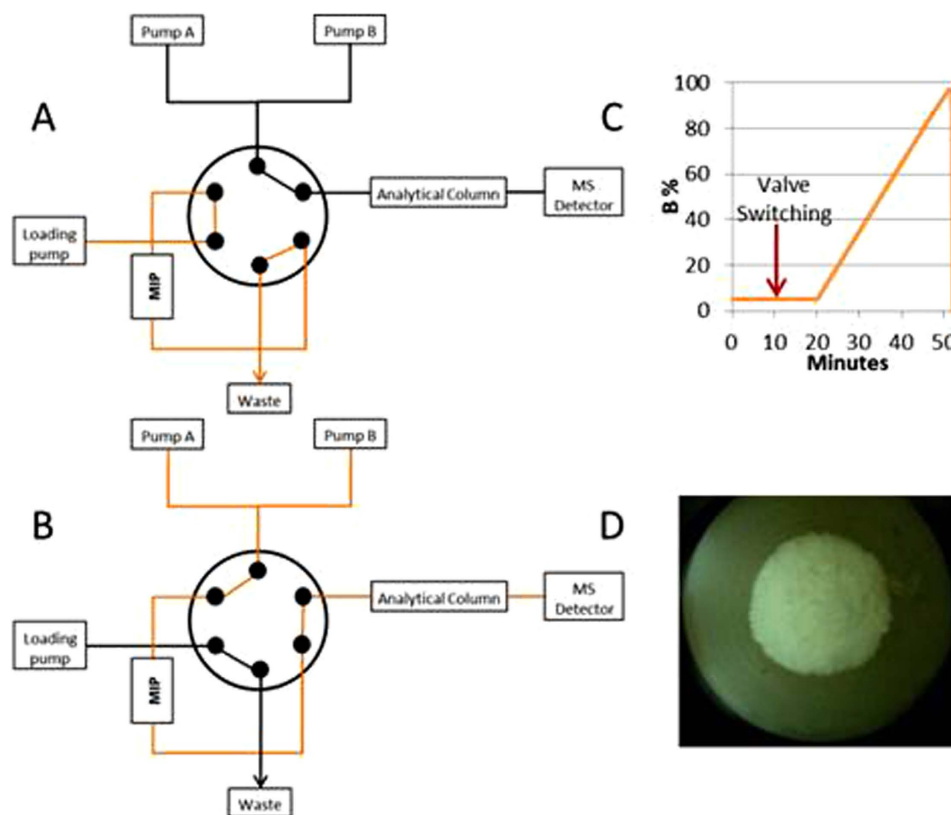 Pump A
Pump B
A
Analytical Column
MS
Detector
Loading
pump
MIP
Waste
C
100
80
60
40
20
0
B %
Valve
Switching
0 10 20 30 40 50
Minutes
Pump A
Pump B
B
Analytical Column
MS
Detector
Loading
pump
MIP
Waste
D